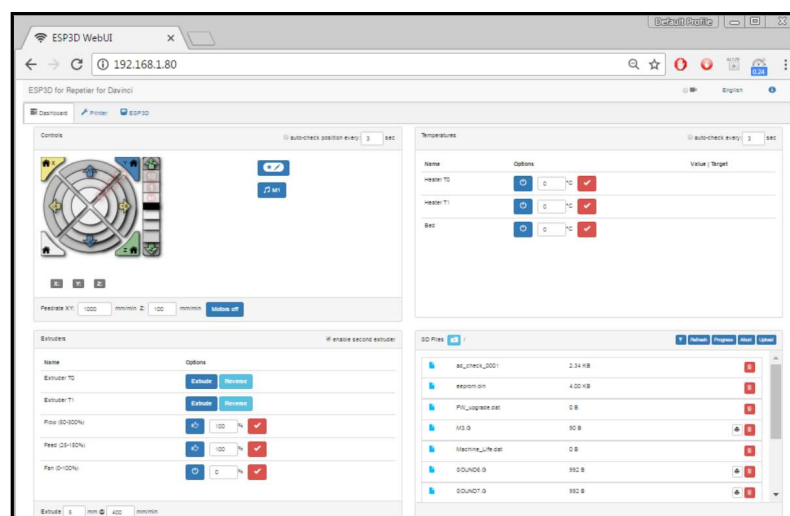 Default Profile
ESP3D WebUI
192.168.1.80
0.24
ESP3D for Repetier for Davinci
English
Dashboard Printer ESP3D
Controls auto-check position every: 3 sec
X
Y
Z
M1
X: Y: Z:
Feedrate XY: 1000 mm/min Z: 100 mm/min Motors off
Temperatures auto-check every: 3 sec
Name Options Value | Target
Heater T0 0 °C
Heater T1 0 °C
Bed 0 °C
Extruders enable second extruder
Name Options
Extruder T0 Extrude Reverse
Extruder T1 Extrude Reverse
Flow (50-300%) 100 %
Feed (25-150%) 100 %
Fan (0-100%) 0 %
Extrude 5 mm @ 400 mm/min
SD Files / Refresh Progress Abort Upload
ad_check_0001 2.34 KB
eeprom.bin 4.00 KB
FW_upgrade.dat 0 B
M3.G 90 B
Machine_Life.dat 0 B
SOUND6.G 992 B
SOUND7.G 992 B